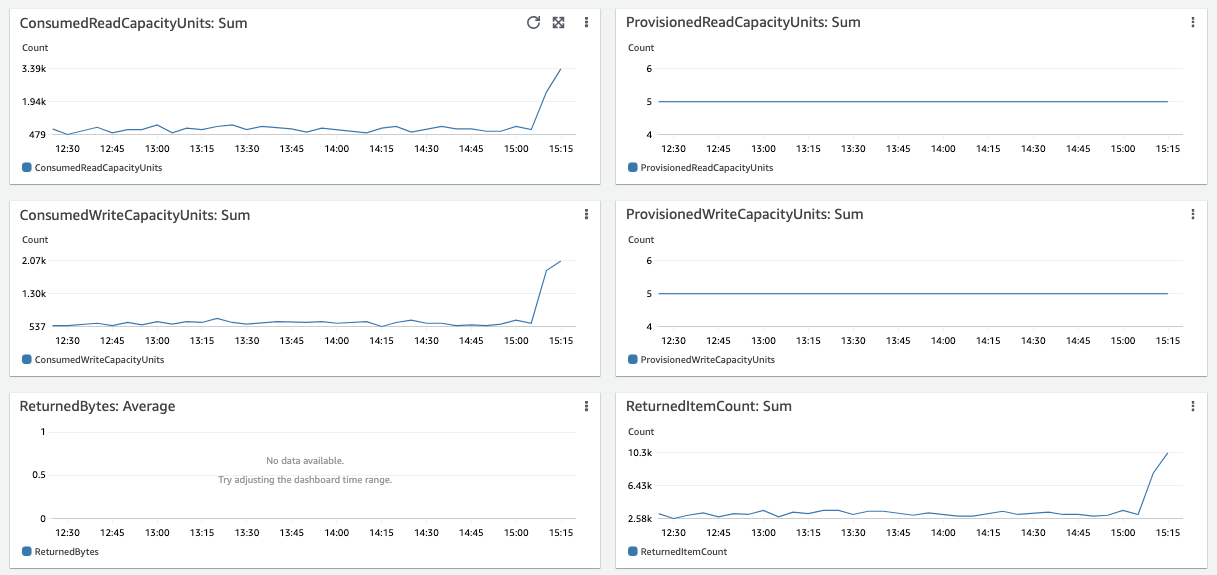 ConsumedReadCapacityUnits: Sum
Count
3.39k
1.94k
479
12:30 12:45 13:00 13:15 13:30 13:45 14:00 14:15 14:30 14:45 15:00 15:15
ConsumedReadCapacityUnits
ProvisionedReadCapacityUnits: Sum
Count
6
5
4
12:30 12:45 13:00 13:15 13:30 13:45 14:00 14:15 14:30 14:45 15:00 15:15
ProvisionedReadCapacityUnits
ConsumedWriteCapacityUnits: Sum
Count
2.07k
1.30k
537
12:30 12:45 13:00 13:15 13:30 13:45 14:00 14:15 14:30 14:45 15:00 15:15
ConsumedWriteCapacityUnits
ProvisionedWriteCapacityUnits: Sum
Count
6
5
4
12:30 12:45 13:00 13:15 13:30 13:45 14:00 14:15 14:30 14:45 15:00 15:15
ProvisionedWriteCapacityUnits
ReturnedBytes: Average
1
No data available.
0.5
Try adjusting the dashboard time range.
0
12:30 12:45 13:00 13:15 13:30 13:45 14:00 14:15 14:30 14:45 15:00 15:15
ReturnedBytes
ReturnedItemCount: Sum
Count
10.3k
6.43k
2.58k
12:30 12:45 13:00 13:15 13:30 13:45 14:00 14:15 14:30 14:45 15:00 15:15
ReturnedItemCount